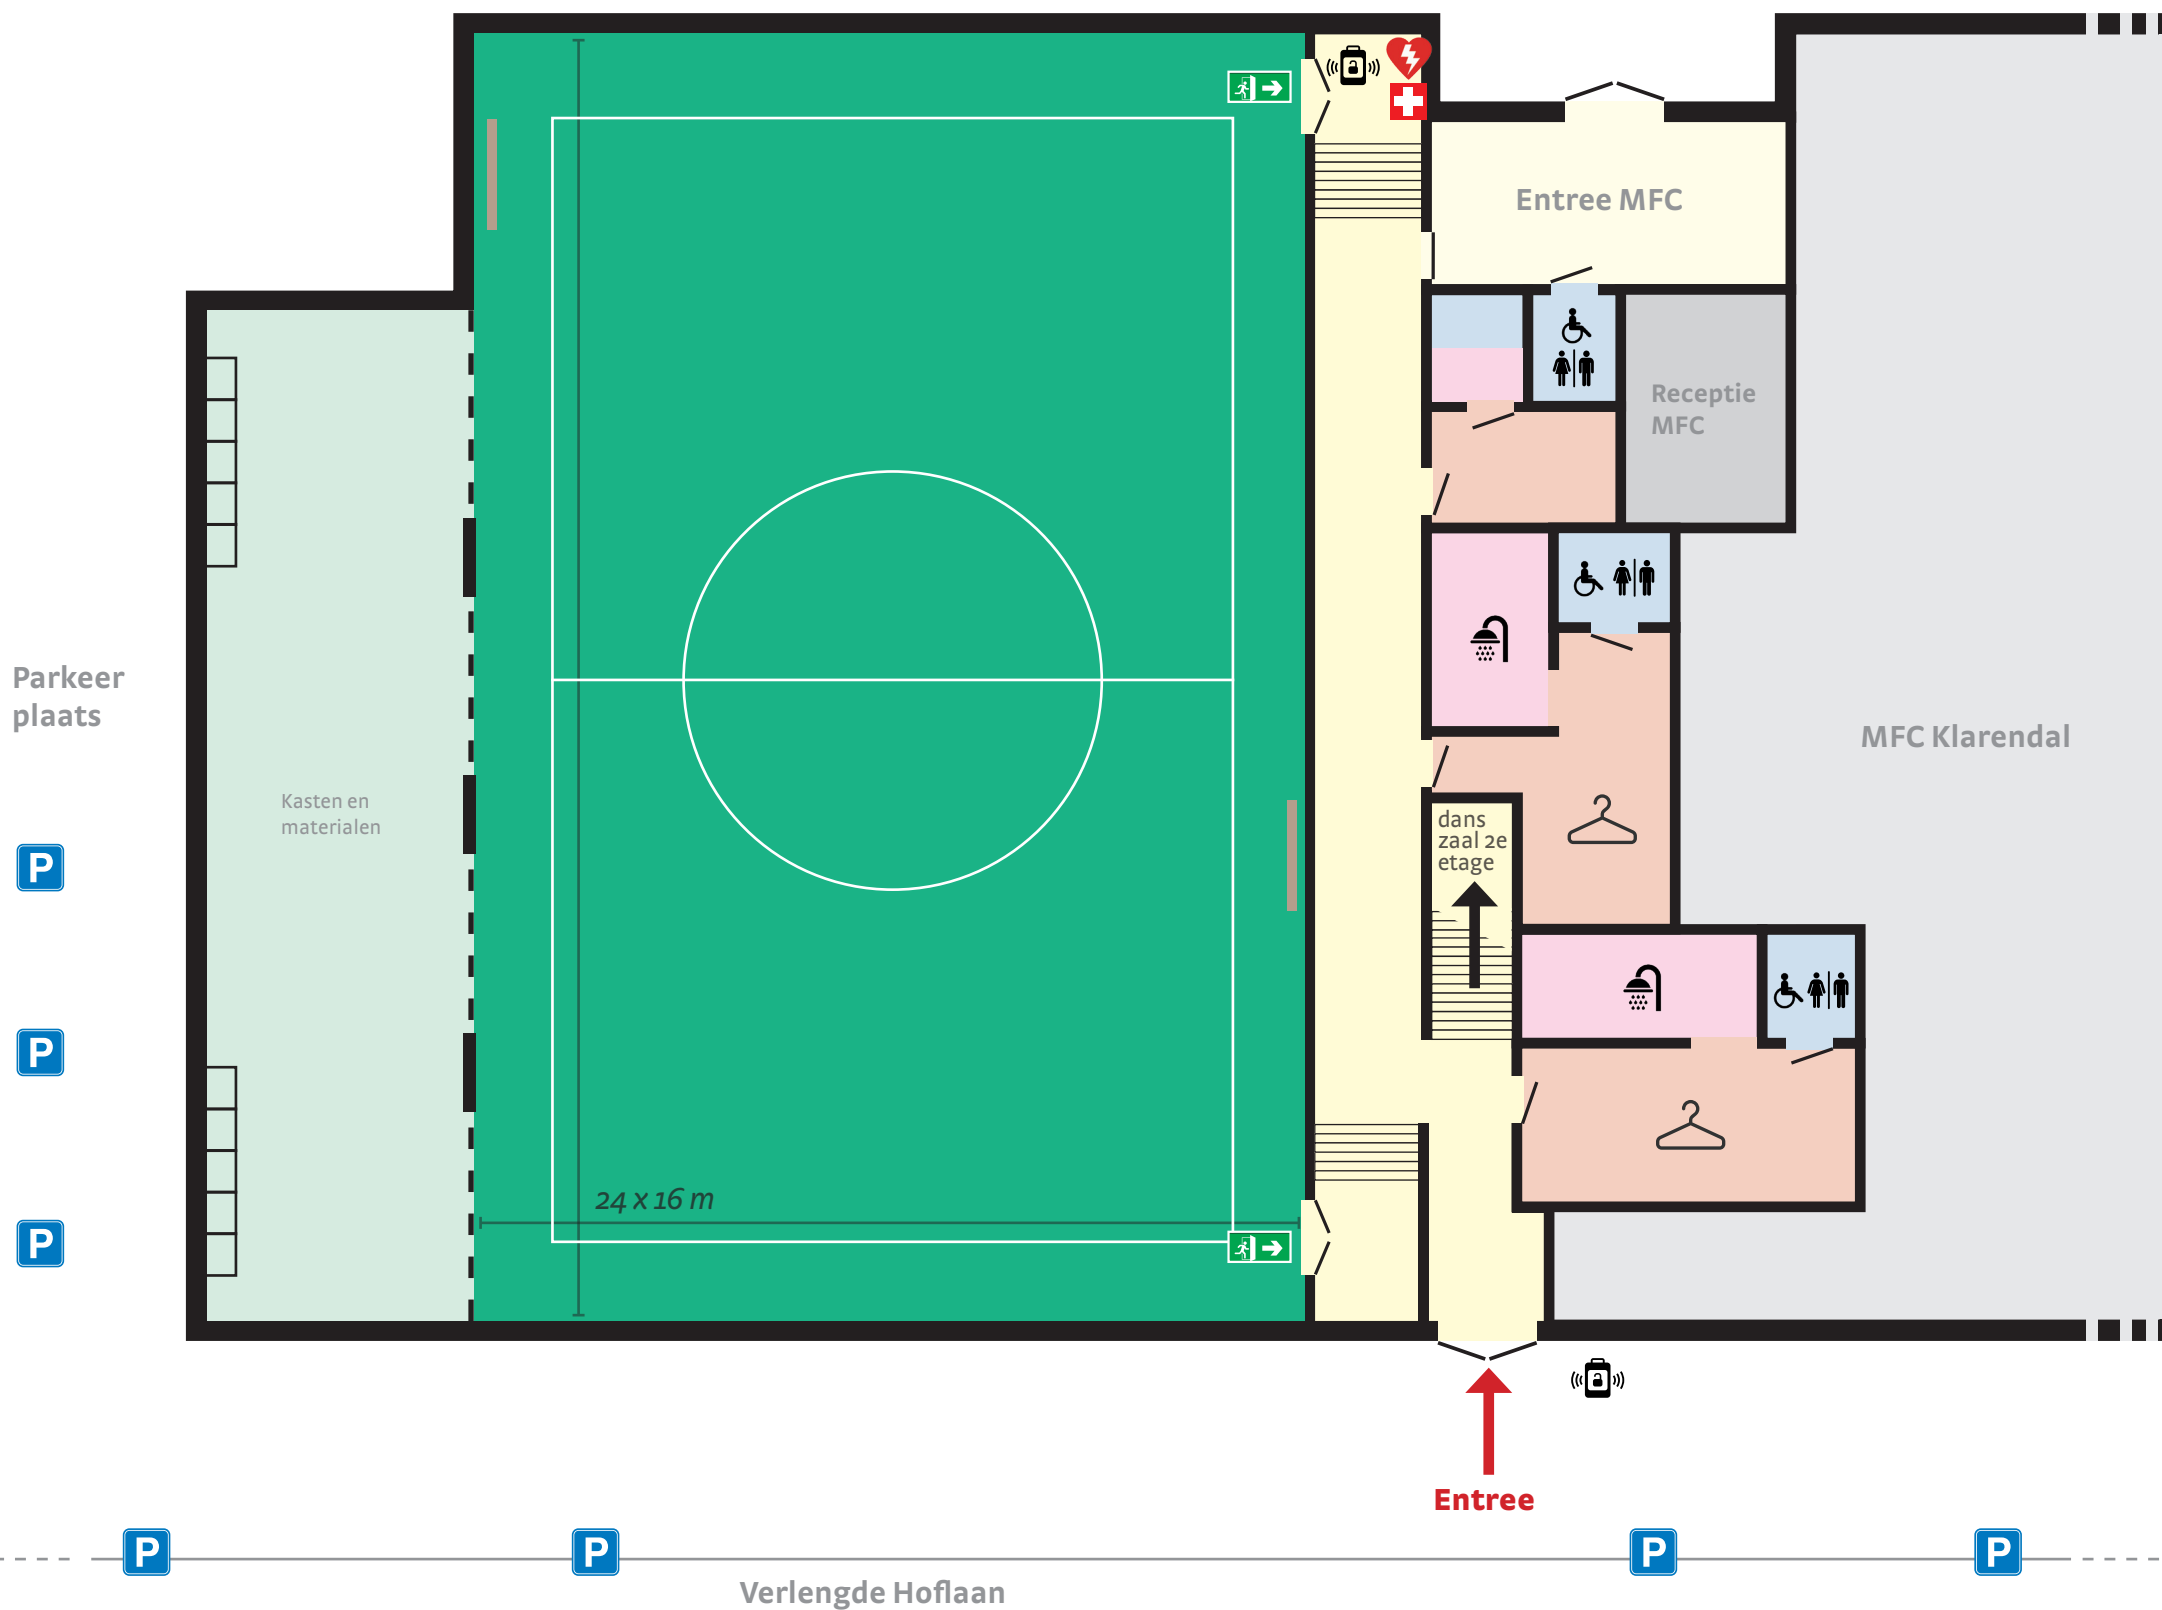 Entree MFC
Receptie
MFC
Parkeer
plaats
MFC Klarendal
Kasten en
materialen
dans
zaal 2e
etage
P
P
P
24 x 16 m
Entree
P
P
P
P
Verlengde Hoflaan